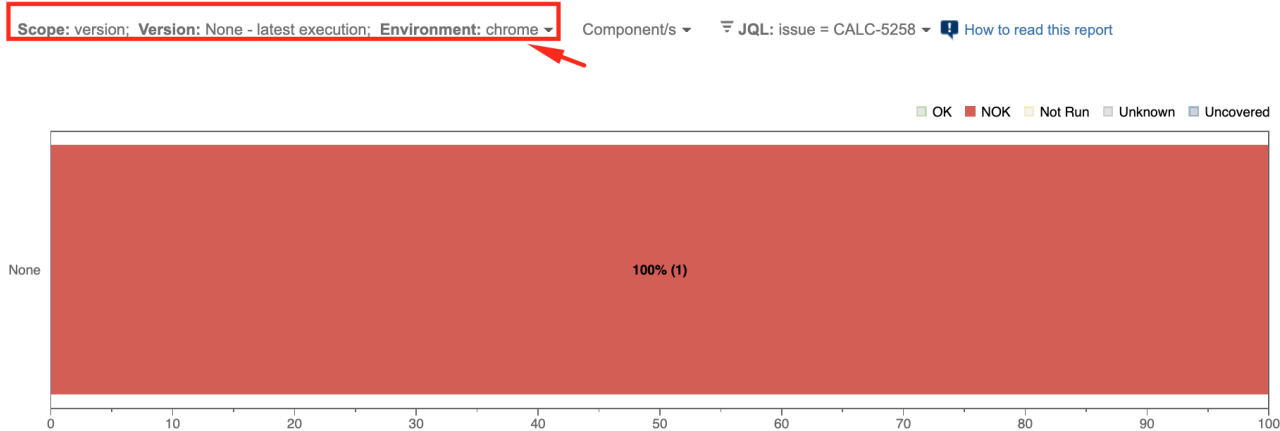 Scope: version; Version: None - latest execution; Environment: chrome Component/s JQL: issue = CALC-5258 How to read this report
OK NOK Not Run Unknown Uncovered
None 100% (1)
0 10 20 30 40 50 60 70 80 90 100